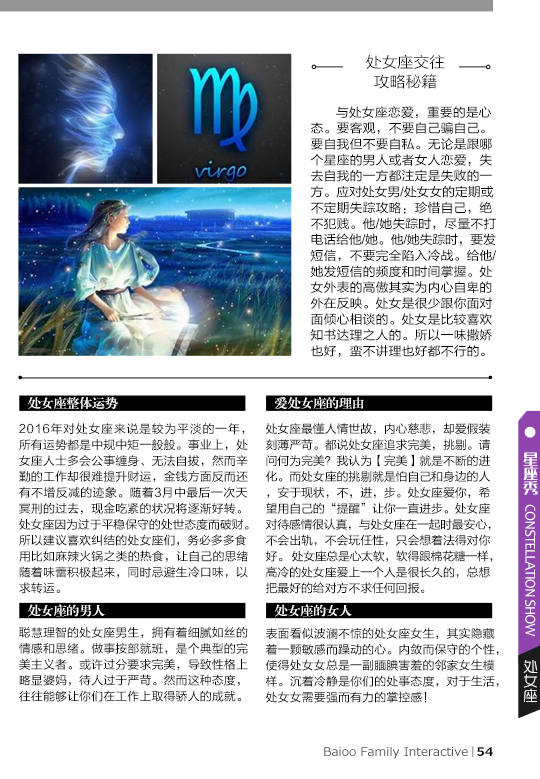 virgo
处女座交往
攻略秘籍
与处女座恋爱，重要的是心
态。要客观，不要自己骗自己。
要自我但不要自私。无论是跟哪
个星座的男人或者女人恋爱，失
去自我的一方都注定是失败的一
方。应对处女男/处女女的定期或
不定期失踪攻略；珍惜自己，绝
不犯贱。他/她失踪时，尽量不打
电话给他/她。他/她失踪时，要发
短信，不要完全陷入冷战。给他/
她发短信的频度和时间掌握。处
女外表的高傲其实为内心自卑的
外在反映。处女是很少跟你面对
面倾心相谈的。处女是比较喜欢
知书达理之人的。所以一味撒娇
也好，蛮不讲理也好都不行的。
处女座整体运势
2016年对处女座来说是较为平淡的一年，
所有运势都是中规中矩一般般。事业上，处
女座人士多会公事缠身、无法自拔，然而辛
勤的工作却很难提升财运，金钱方面反而还
有不增反减的迹象。随着3月中最后一次天
冥刑的过去，现金吃紧的状况将逐渐好转。
处女座因为过于平稳保守的处世态度而破财。
所以建议喜欢纠结的处女座们，务必多多食
用比如麻辣火锅之类的热食，让自己的思绪
随着味蕾积极起来，同时忌避生冷口味，以
求转运。
爱处女座的理由
处女座最懂人情世故，内心慈悲，却爱假装
刻薄严苛。都说处女座追求完美，挑剔。请
问何为完美？我认为【完美】就是不断的进
化。而处女座的挑剔就是怕自己和身边的人
，安于现状，不，进，步。处女座爱你，希
望用自己的“提醒”让你一直进步。处女座
对待感情很认真，与处女座在一起时最安心，
不会出轨，不会玩任性，只会想着法得对你
好。 处女座总是心太软，软得跟棉花糖一样，
高冷的处女座爱上一个人是很长久的，总想
把最好的给对方不求任何回报。
处女座的男人
聪慧理智的处女座男生，拥有着细腻如丝的
情感和思绪。做事按部就班，是个典型的完
美主义者。或许过分要求完美，导致性格上
略显婆妈，待人过于严苛。然而这种态度，
往往能够让你们在工作上取得骄人的成就。
处女座的女人
表面看似波澜不惊的处女座女生，其实隐藏
着一颗敏感而躁动的心。内敛而保守的个性，
使得处女女总是一副腼腆害羞的邻家女生模
样。沉着冷静是你们的处事态度，对于生活，
处女女需要强而有力的掌控感！
星座秀 CONSTELLATION SHOW
处女座
Baioo Family Interactive | 54